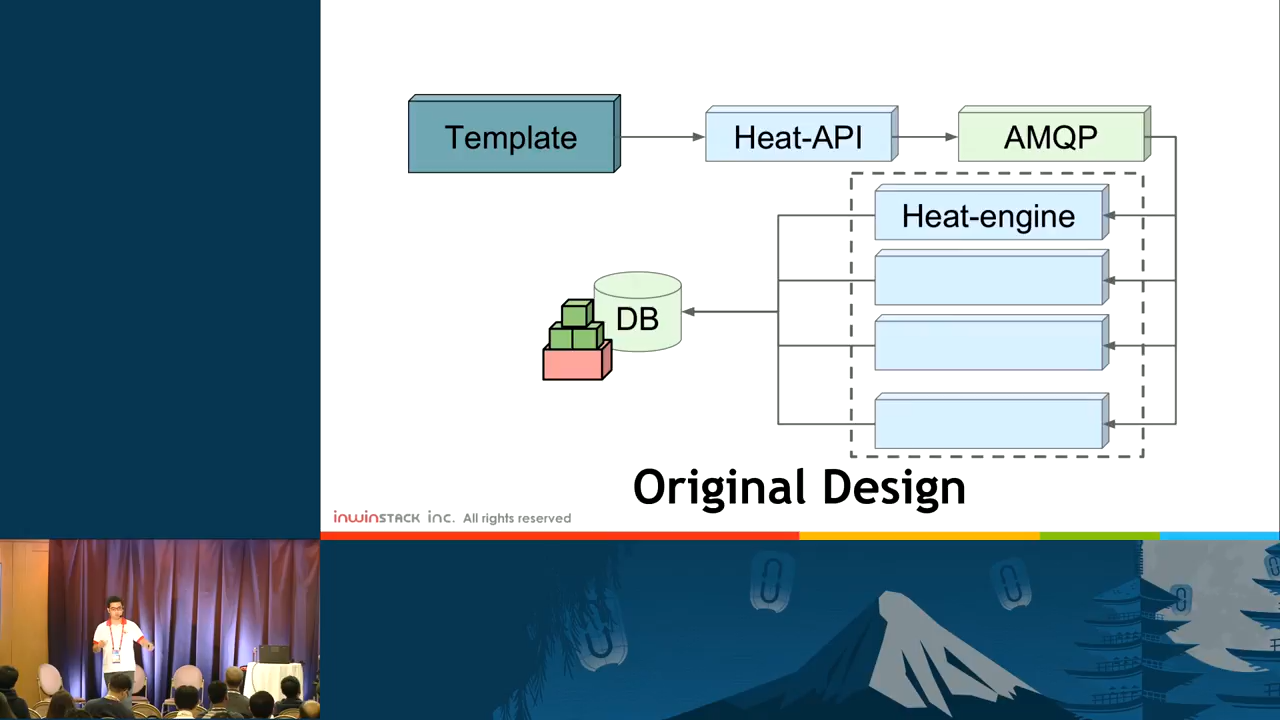 Template
Heat-API
AMQP
Heat-engine
DB
Original Design
inwinSTACK inc. All rights reserved